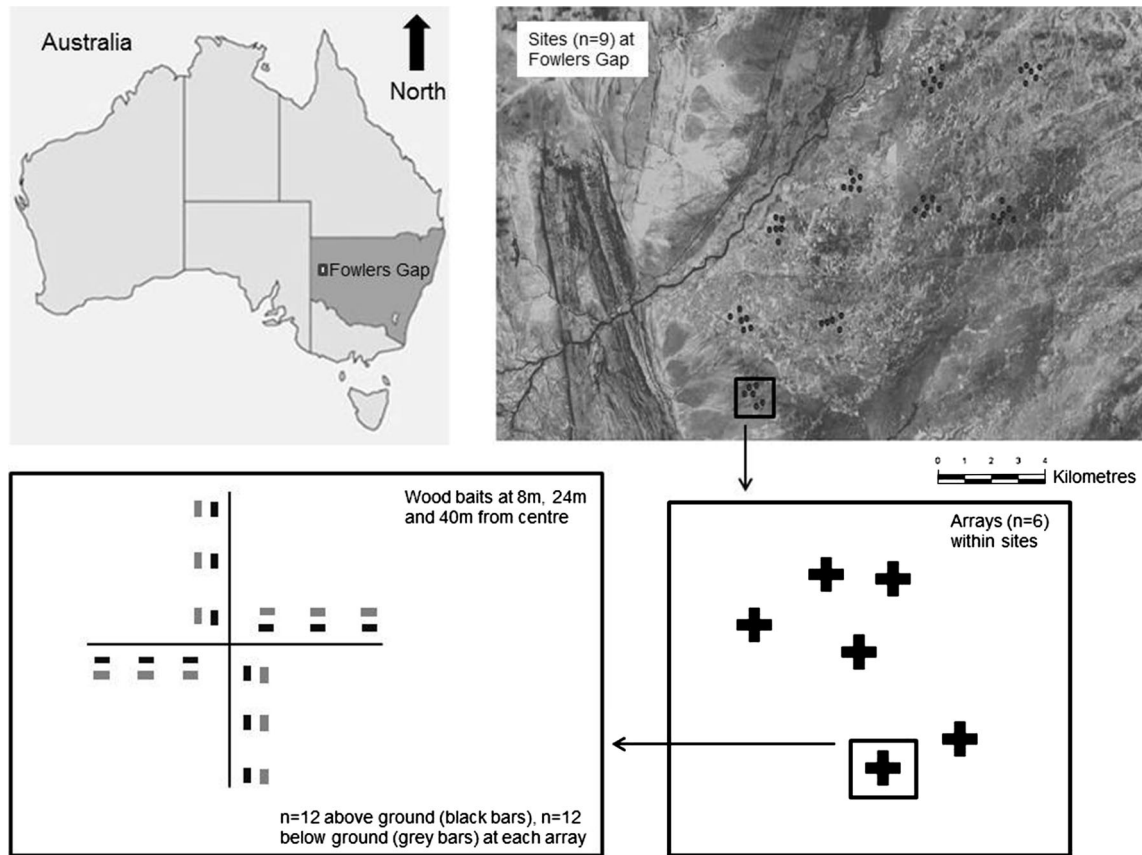 Australia
North
Fowlers Gap
Sites (n=9) at
Fowlers Gap
0 1 2 3 4
Kilometres
Wood baits at 8m, 24m
and 40m from centre
n=12 above ground (black bars), n=12
below ground (grey bars) at each array
Arrays (n=6)
within sites